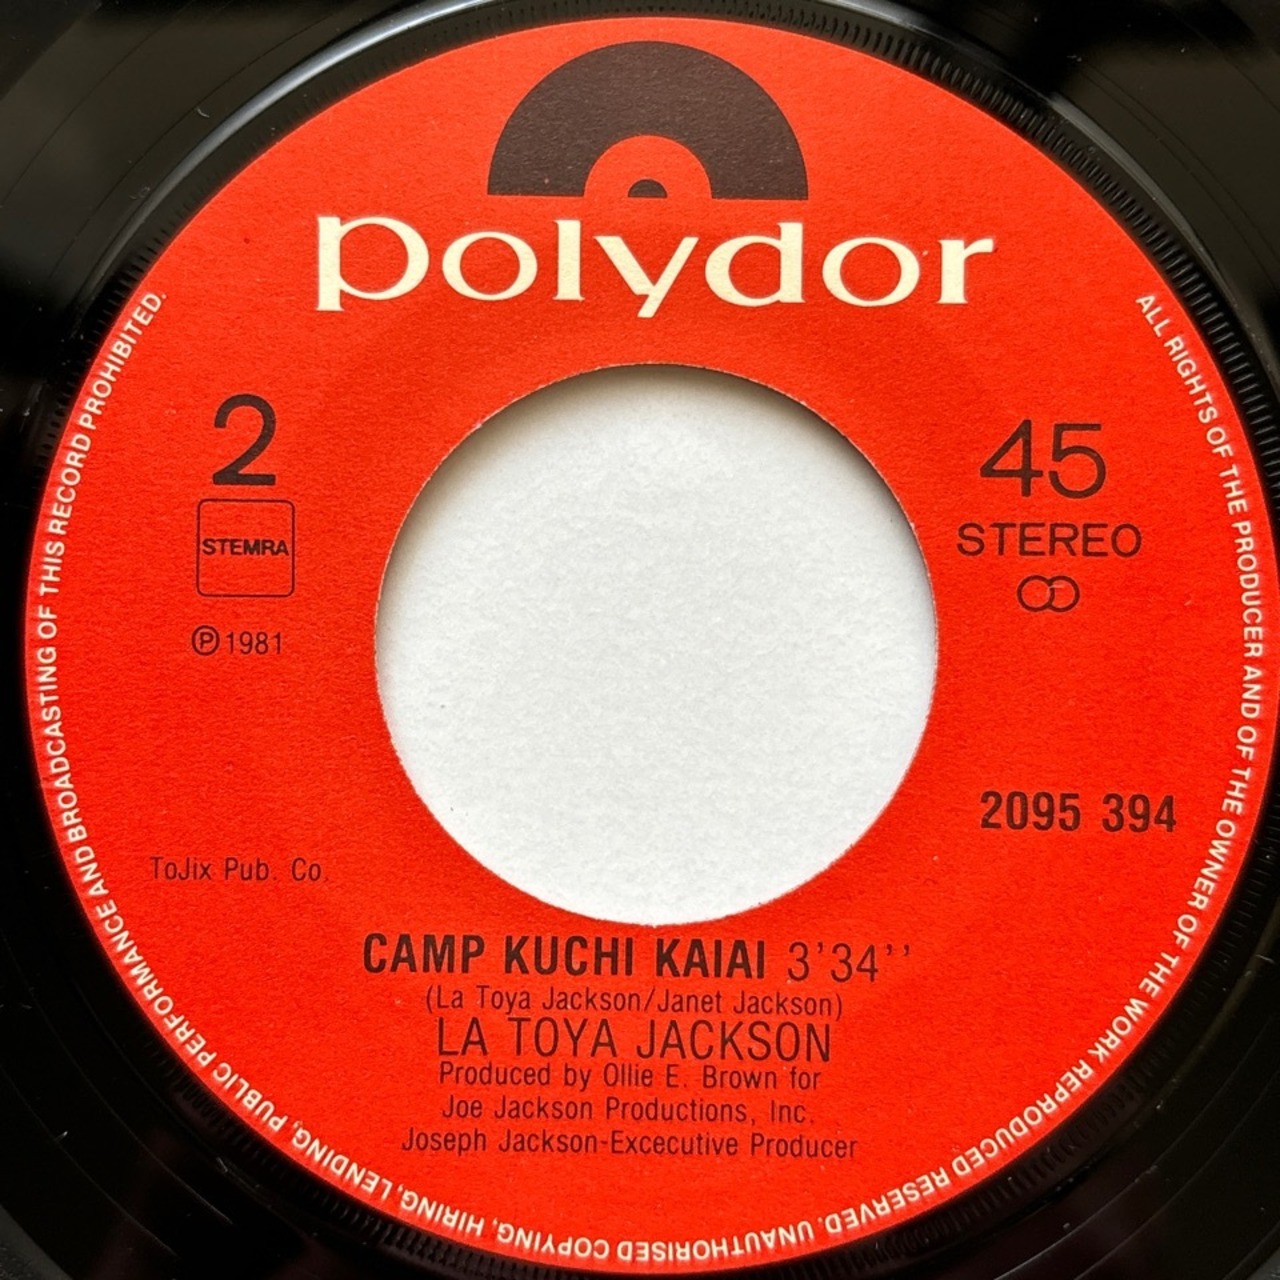 polydor
2
STEMRA
Ⓟ 1981
45
STEREO
2095 394
ToJix Pub. Co.
CAMP KUCHI KAIAI 3'34''
(La Toya Jackson/Janet Jackson)
LA TOYA JACKSON
Produced by Ollie E. Brown for
Joe Jackson Productions, Inc.
Joseph Jackson-Excecutive Producer
ALL RIGHTS OF THE PRODUCER AND OF THE OWNER OF THE WORK REPRODUCED RESERVED. UNAUTHORISED COPYING, HIRING, LENDING, PUBLIC PERFORMANCE AND BROADCASTING OF THIS RECORD PROHIBITED.